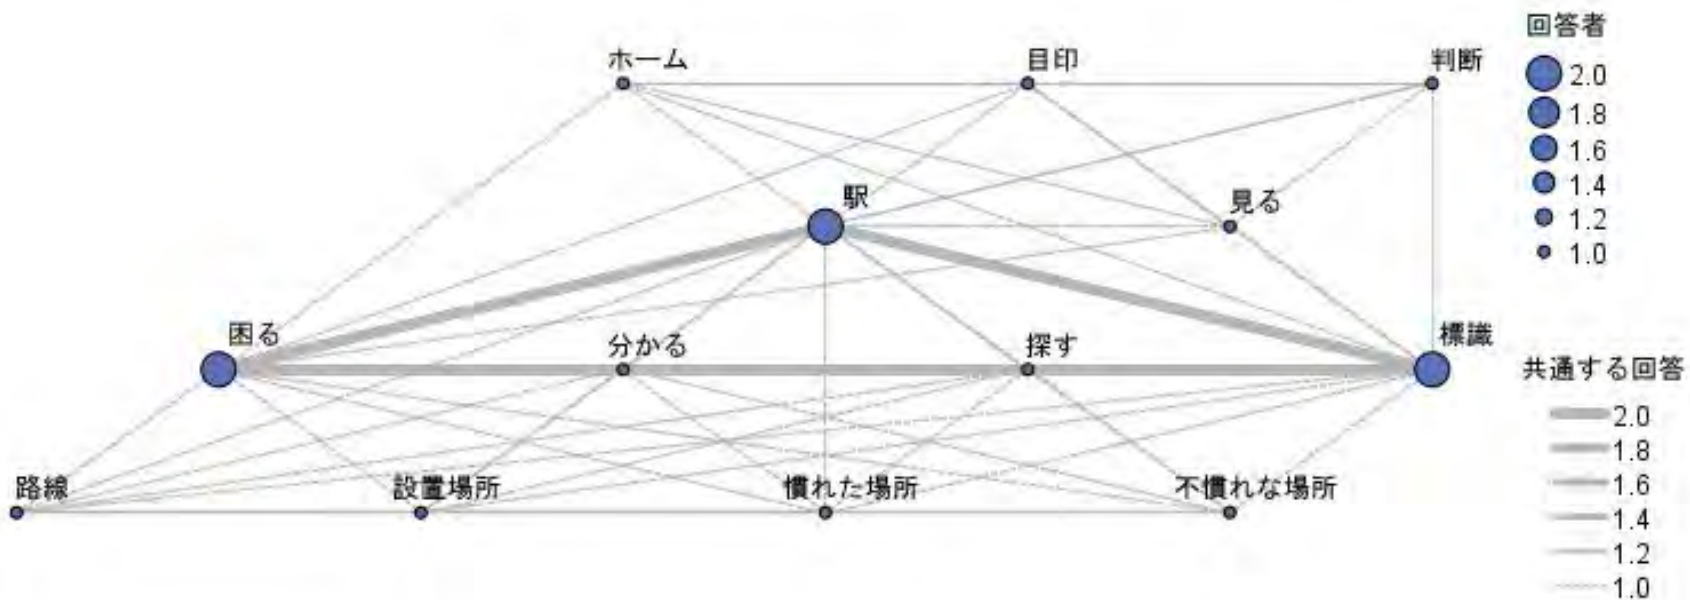 ホーム
目印
判断
駅
見る
困る
分かる
探す
標識
路線
設置場所
慣れた場所
不慣れな場所
回答者
2.0
1.8
1.6
1.4
1.2
1.0
共通する回答
2.0
1.8
1.6
1.4
1.2
1.0